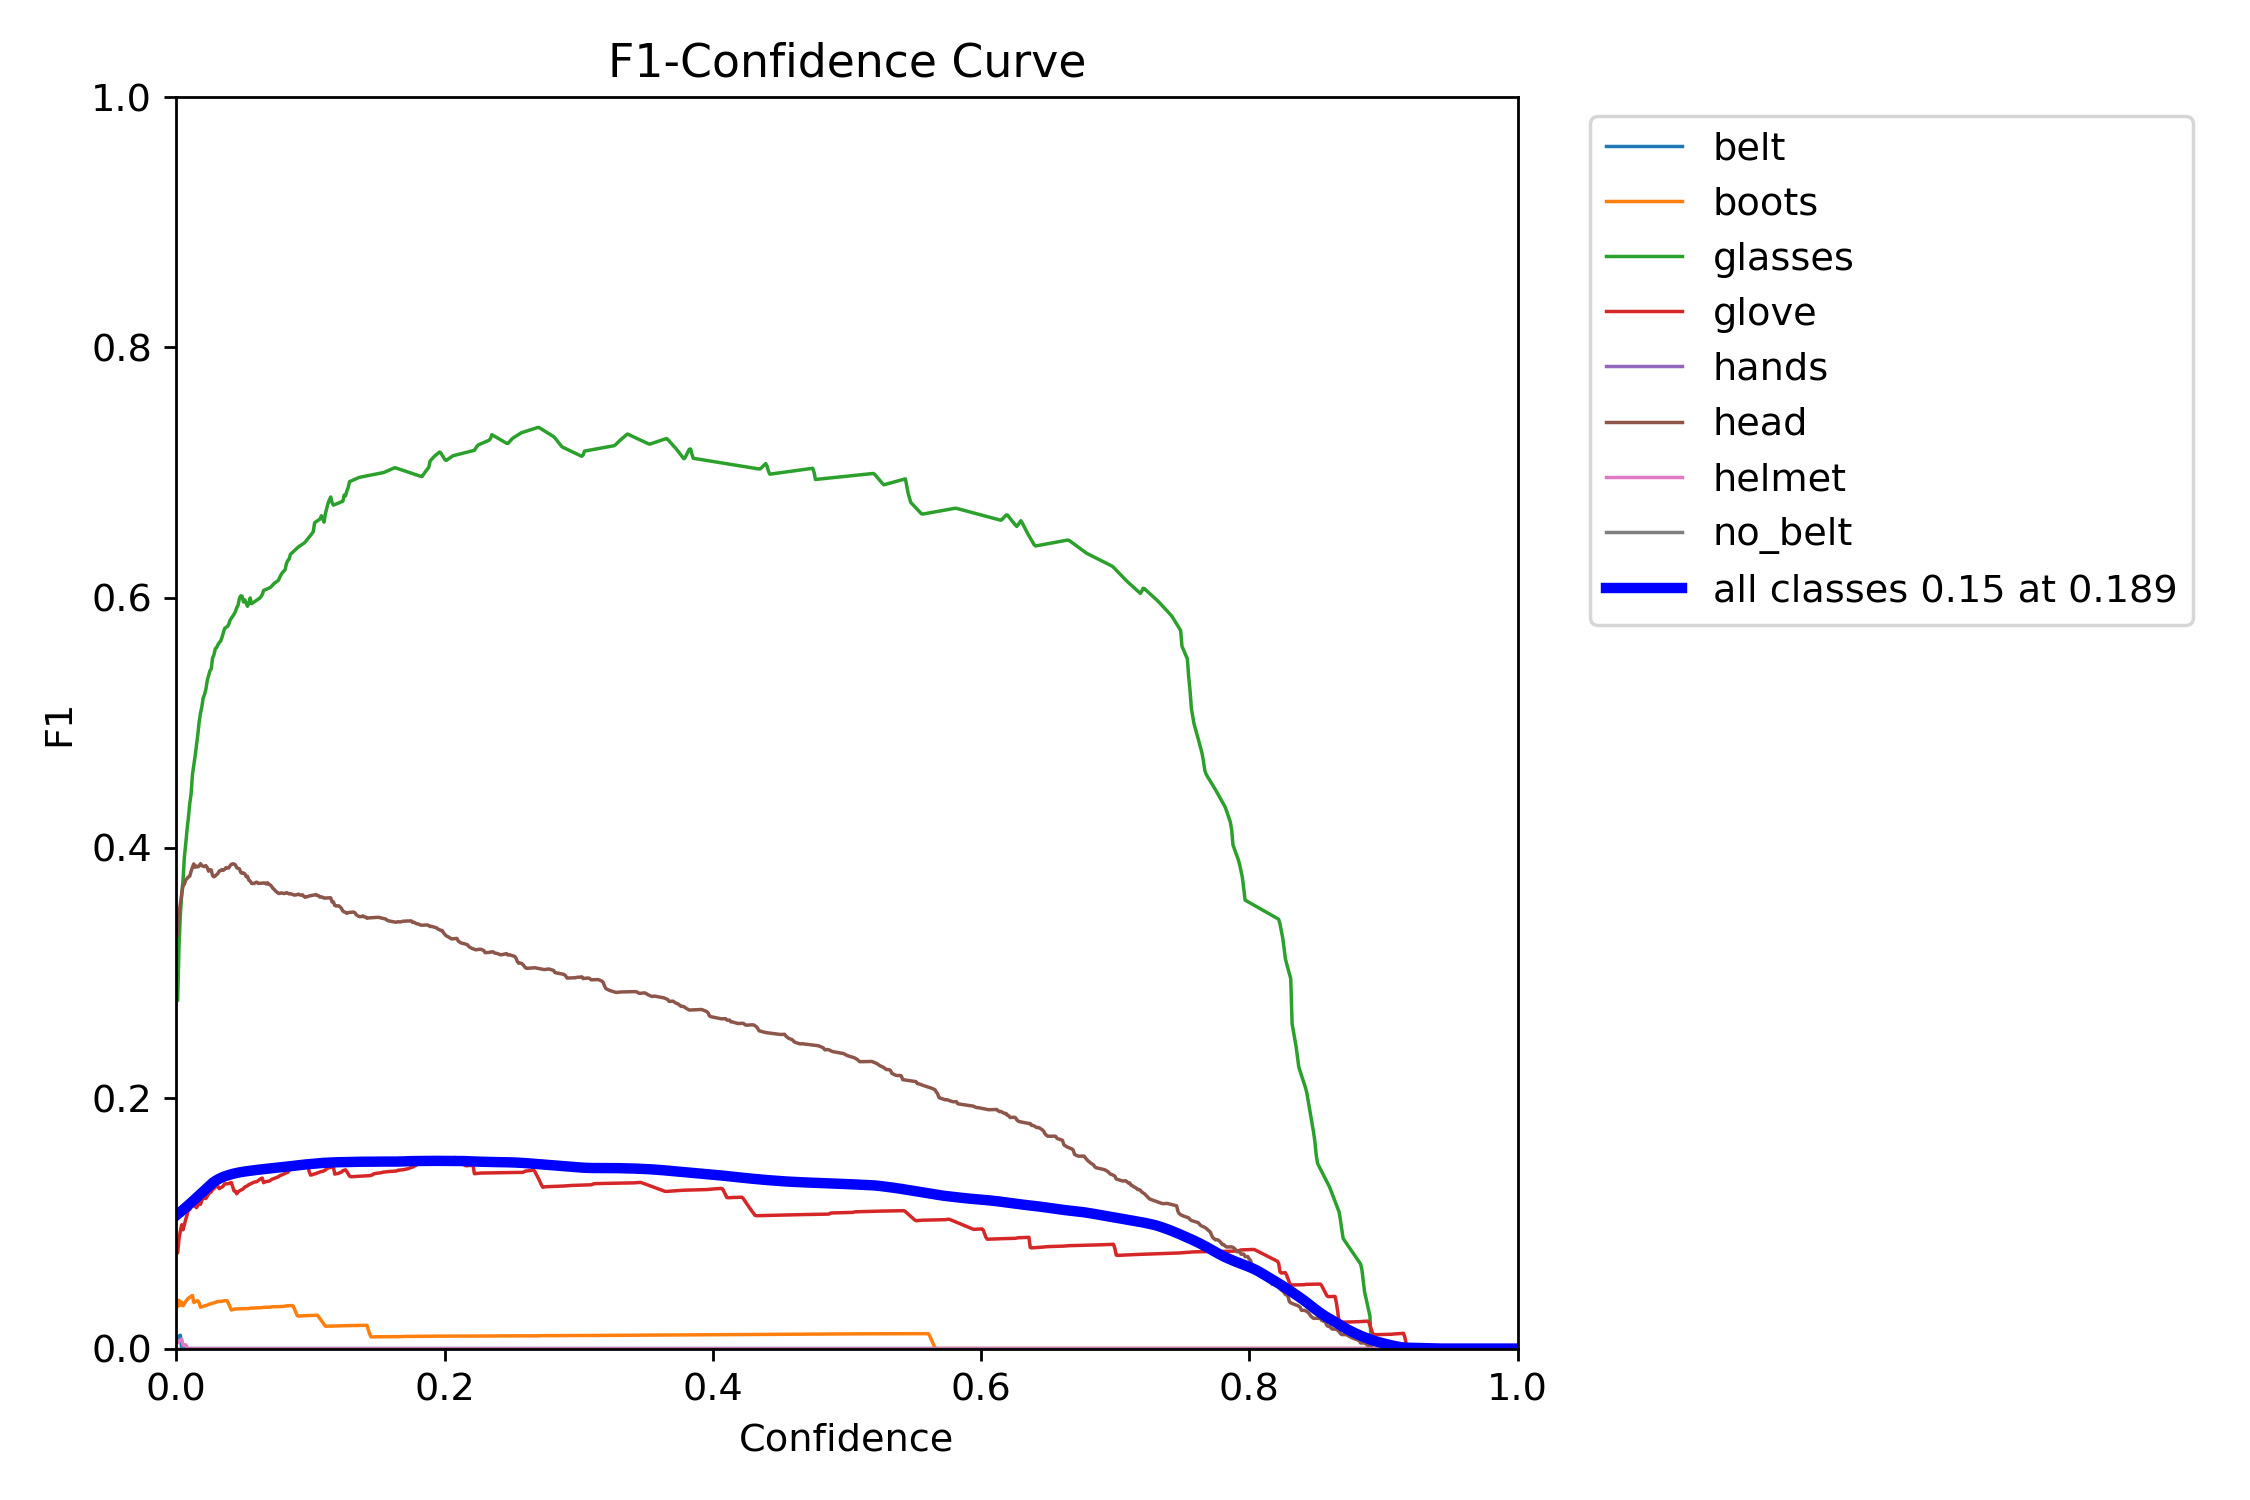 F1-Confidence Curve
1.0
0.8
0.6
0.4
0.2
0.0
F1
0.0 0.2 0.4 0.6 0.8 1.0
Confidence
belt
boots
glasses
glove
hands
head
helmet
no_belt
all classes 0.15 at 0.189